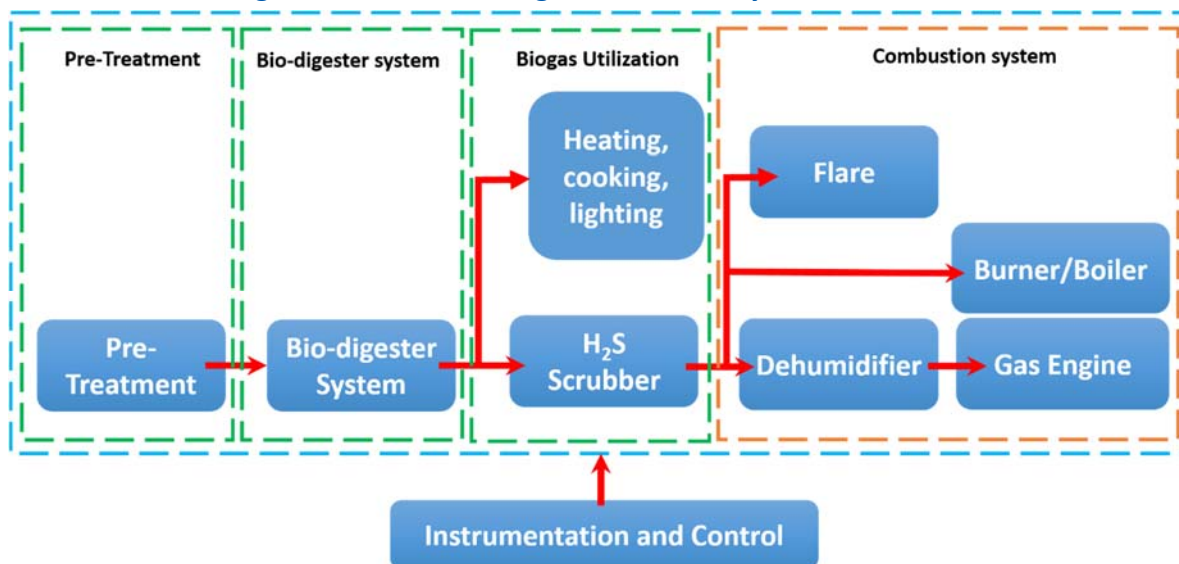 Pre-Treatment
Bio-digester system
Biogas Utilization
Combustion system
Heating,
cooking,
lighting
Flare
Burner/Boiler
Pre-
Treatment
Bio-digester
System
H₂S
Scrubber
Dehumidifier
Gas Engine
Instrumentation and Control